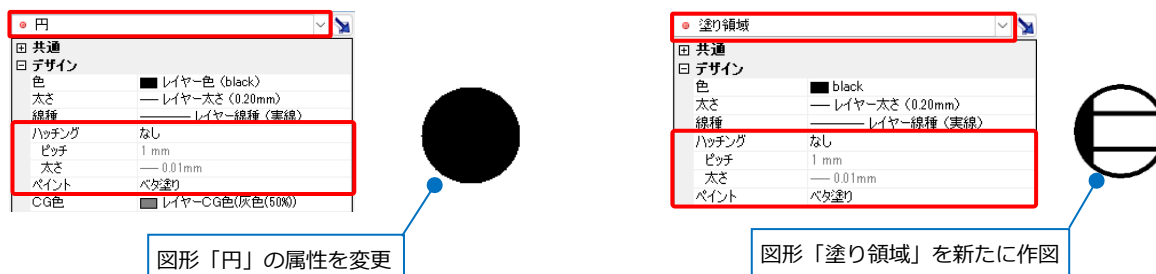 円
共通
デザイン
色 レイヤー色（black）
太さ レイヤー太さ（0.20mm）
線種 レイヤー線種（実線）
ハッチング なし
ピッチ 1 mm
太さ 0.01mm
ペイント ベタ塗り
CG色 レイヤーCG色(灰色(50%))
図形「円」の属性を変更
塗り領域
共通
デザイン
色 black
太さ レイヤー太さ（0.20mm）
線種 レイヤー線種（実線）
ハッチング なし
ピッチ 1 mm
太さ 0.01mm
ペイント ベタ塗り
図形「塗り領域」を新たに作図